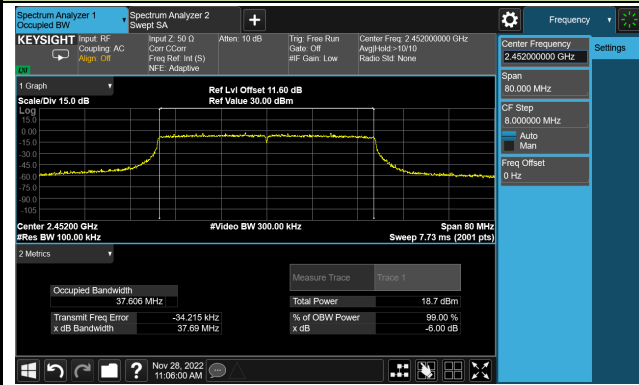 Spectrum Analyzer 1
Occupied BW
Spectrum Analyzer 2
Swept SA
Frequency
KEYSIGHT
Input: RF
Coupling: AC
Align: Off
Input Z: 50 Ω
Corr CCorr
Freq Ref: Int (S)
NFE: Adaptive
Atten: 10 dB
Trig: Free Run
Gate: Off
#IF Gain: Low
Center Freq: 2.452000000 GHz
Avg|Hold:>10/10
Radio Std: None
Center Frequency
2.452000000 GHz
Settings
Span
80.000 MHz
CF Step
8.000000 MHz
Auto
Man
Freq Offset
0 Hz
1 Graph
Scale/Div 15.0 dB
Ref Lvl Offset 11.60 dB
Ref Value 30.00 dBm
Log
15.0
0.00
-15.0
-30.0
-45.0
-60.0
-75.0
-90.0
-105
Center 2.45200 GHz
#Res BW 100.00 kHz
#Video BW 300.00 kHz
Span 80 MHz
Sweep 7.73 ms (2001 pts)
2 Metrics
Measure Trace
Trace 1
Occupied Bandwidth
37.606 MHz
Total Power
18.7 dBm
Transmit Freq Error
-34.215 kHz
% of OBW Power
99.00 %
x dB Bandwidth
37.69 MHz
x dB
-6.00 dB
Nov 28, 2022
11:06:00 AM